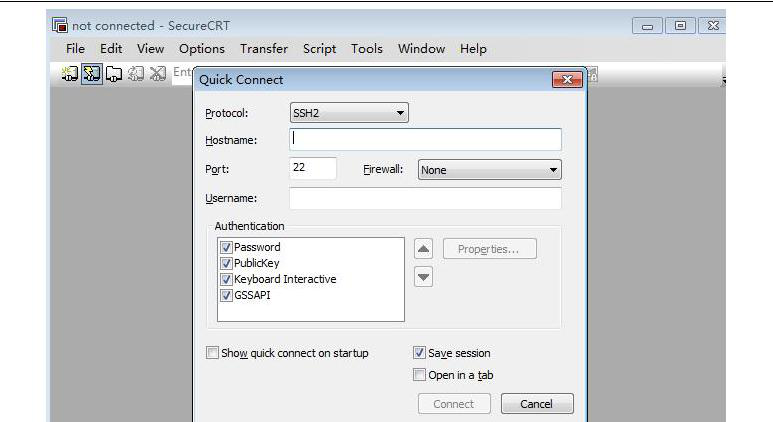 not connected - SecureCRT
File Edit View Options Transfer Script Tools Window Help
Quick Connect
Protocol: SSH2
Hostname:
Port: 22 Firewall: None
Username:
Authentication
Password
PublicKey
Keyboard Interactive
GSSAPI
Properties...
Show quick connect on startup
Save session
Open in a tab
Connect Cancel